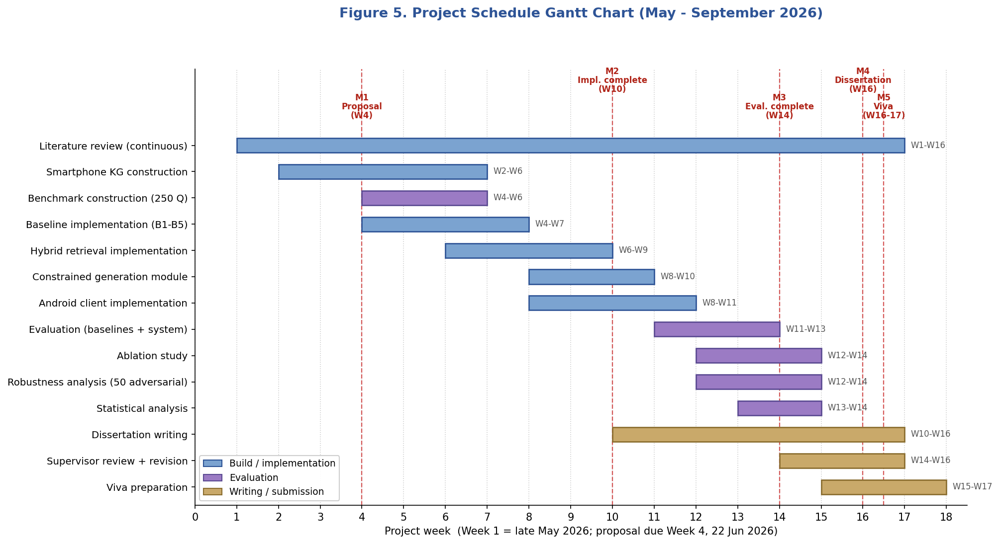 Figure 5. Project Schedule Gantt Chart (May - September 2026)
M1
Proposal
(W4)
M2
Impl. complete
(W10)
M3
Eval. complete
(W14)
M4
Dissertation
(W16)
M5
Viva
(W16-17)
Literature review (continuous)
W1-W16
Smartphone KG construction
W2-W6
Benchmark construction (250 Q)
W4-W6
Baseline implementation (B1-B5)
W4-W7
Hybrid retrieval implementation
W6-W9
Constrained generation module
W8-W10
Android client implementation
W8-W11
Evaluation (baselines + system)
W11-W13
Ablation study
W12-W14
Robustness analysis (50 adversarial)
W12-W14
Statistical analysis
W13-W14
Dissertation writing
W10-W16
Supervisor review + revision
W14-W16
Viva preparation
W15-W17
Build / implementation
Evaluation
Writing / submission
0 1 2 3 4 5 6 7 8 9 10 11 12 13 14 15 16 17 18
Project week  (Week 1 = late May 2026; proposal due Week 4, 22 Jun 2026)